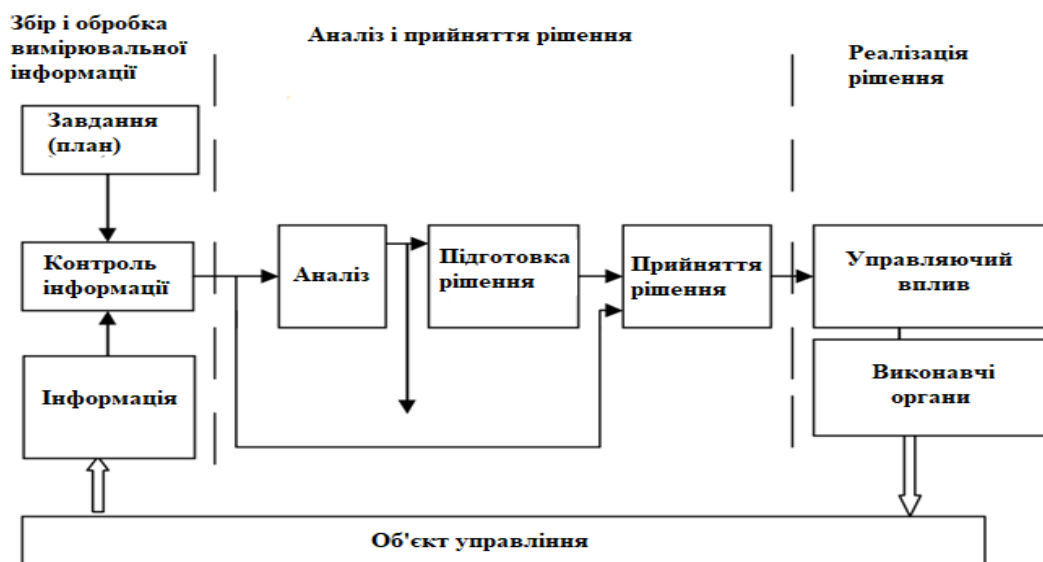 Збір і обробка
вимірювальної
інформації
Аналіз і прийняття рішення
Реалізація
рішення
Завдання
(план)
Контроль
інформації
Аналіз
Підготовка
рішення
Прийняття
рішення
Управляючий
вплив
Інформація
Виконавчі
органи
Об'єкт управління